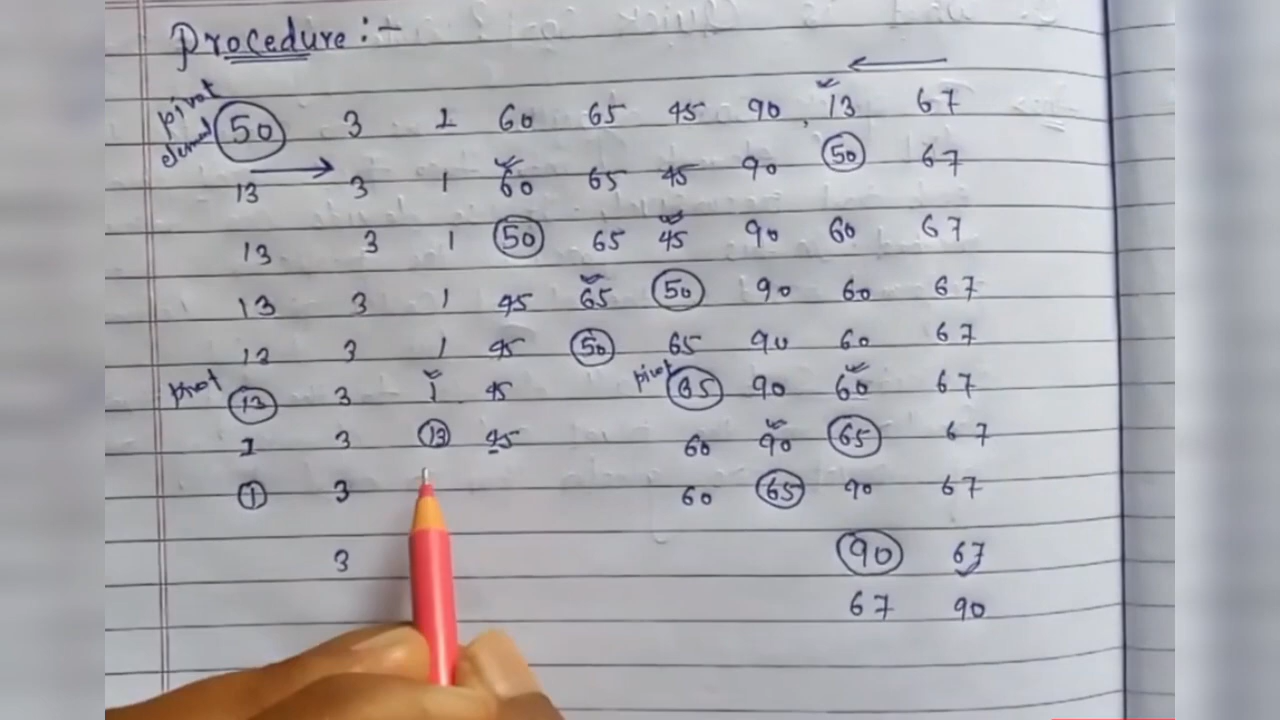 Procedure :-
pivot element
50 3 1 60 65 45 90 13 67
13 3 1 60 65 45 90 50 67
13 3 1 50 65 45 90 60 67
13 3 1 45 65 50 90 60 67
13 3 1 45 50 65 90 60 67
pivot 13 3 1 45 pivot 65 90 60 67
1 3 13 45 60 90 65 67
1 3 60 65 90 67
3 90 67
67 90